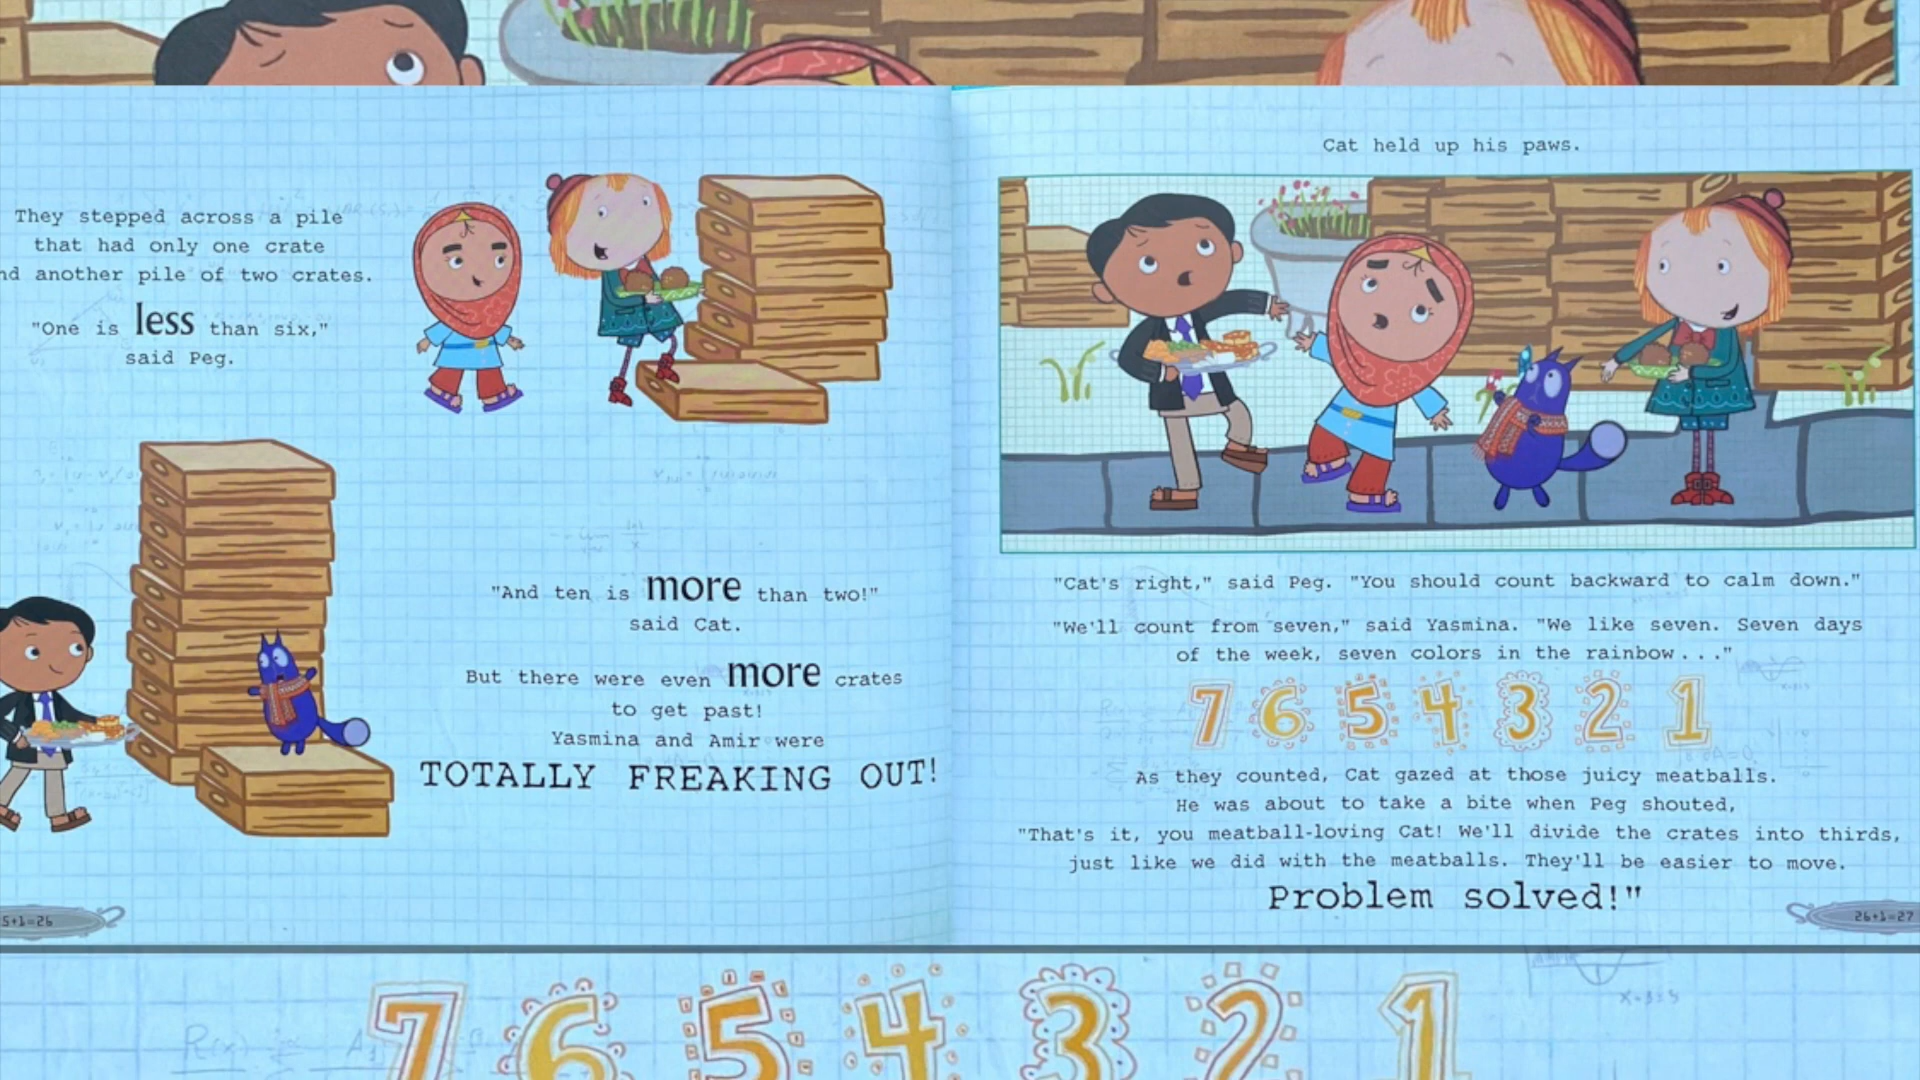 They stepped across a pile
that had only one crate
nd another pile of two crates.
"One is less than six,"
said Peg.
"And ten is more than two!"
said Cat.
But there were even more crates
to get past!
Yasmina and Amir were
TOTALLY FREAKING OUT!
5+1=26
Cat held up his paws.
"Cat's right," said Peg. "You should count backward to calm down."
"We'll count from seven," said Yasmina. "We like seven. Seven days
of the week, seven colors in the rainbow..."
7 6 5 4 3 2 1
As they counted, Cat gazed at those juicy meatballs.
He was about to take a bite when Peg shouted,
"That's it, you meatball-loving Cat! We'll divide the crates into thirds,
just like we did with the meatballs. They'll be easier to move.
Problem solved!"
26+1=27
7 6 5 4 3 2 1